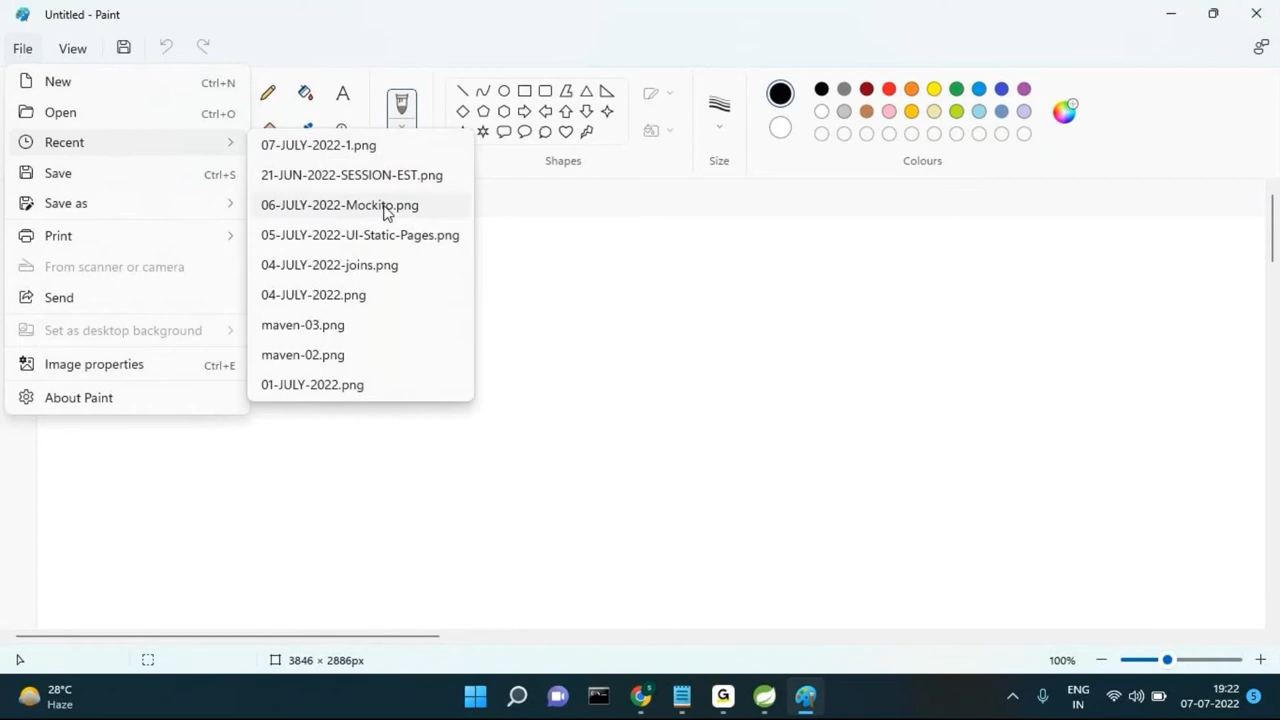 Untitled - Paint
File View
New Ctrl+N
Open Ctrl+O
Recent
Save Ctrl+S
Save as
Print
From scanner or camera
Send
Set as desktop background
Image properties Ctrl+E
About Paint
07-JULY-2022-1.png
21-JUN-2022-SESSION-EST.png
06-JULY-2022-Mockito.png
05-JULY-2022-UI-Static-Pages.png
04-JULY-2022-joins.png
04-JULY-2022.png
maven-03.png
maven-02.png
01-JULY-2022.png
A
Shapes
Size
Colours
3846 × 2886px
100%
28°C
Haze
S
G
ENG
IN
19:22
07-07-2022
5